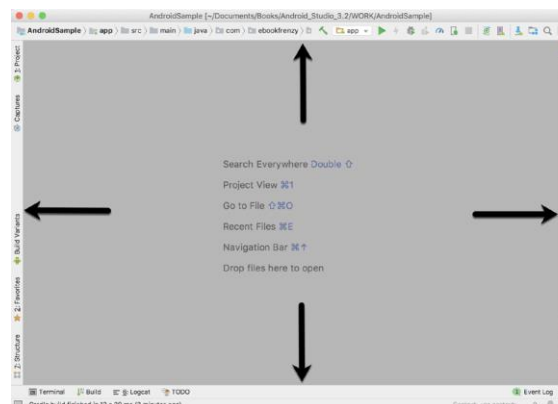 AndroidSample [~/Documents/Books/Android_Studio_3.2/WORK/AndroidSample]
AndroidSample app src main java com ebookfrenzy app
1: Project
Captures
Build Variants
2: Favorites
7: Structure
Search Everywhere Double ⇧
Project View ⌘1
Go to File ⇧⌘O
Recent Files ⌘E
Navigation Bar ⌘↑
Drop files here to open
Terminal Build 6: Logcat TODO Event Log